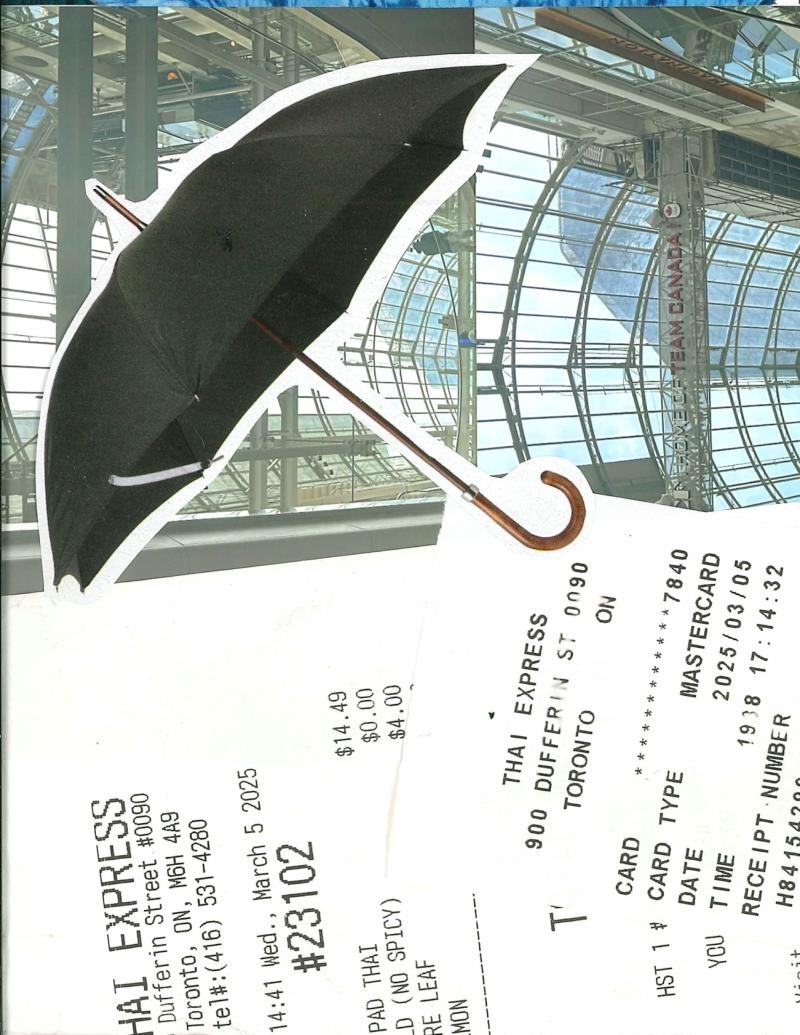 TEAM CANADA
HAI EXPRESS
Dufferin Street #0090
Toronto, ON, M6H 4A9
tel#:(416) 531-4280
14:41 Wed., March 5 2025
#23102
PAD THAI $14.49
LD (NO SPICY) $0.00
RE LEAF $4.00
MON
THAI EXPRESS
900 DUFFERIN ST 0090
TORONTO ON
HST 1 #
YOU
CARD ************7840
CARD TYPE MASTERCARD
DATE 2025/03/05
TIME 1938 17:14:32
RECEIPT NUMBER